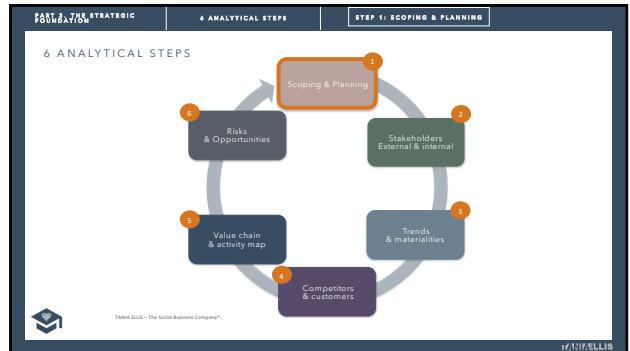 PART 2. THE STRATEGIC
FOUNDATION
6 ANALYTICAL STEPS
STEP 1: SCOPING & PLANNING
6 ANALYTICAL STEPS
1
Scoping & Planning
2
Stakeholders
External & internal
3
Trends
& materialities
4
Competitors
& customers
5
Value chain
& activity map
6
Risks
& Opportunities
TANIA ELLIS – The Social Business Company®.
TANIA ELLIS